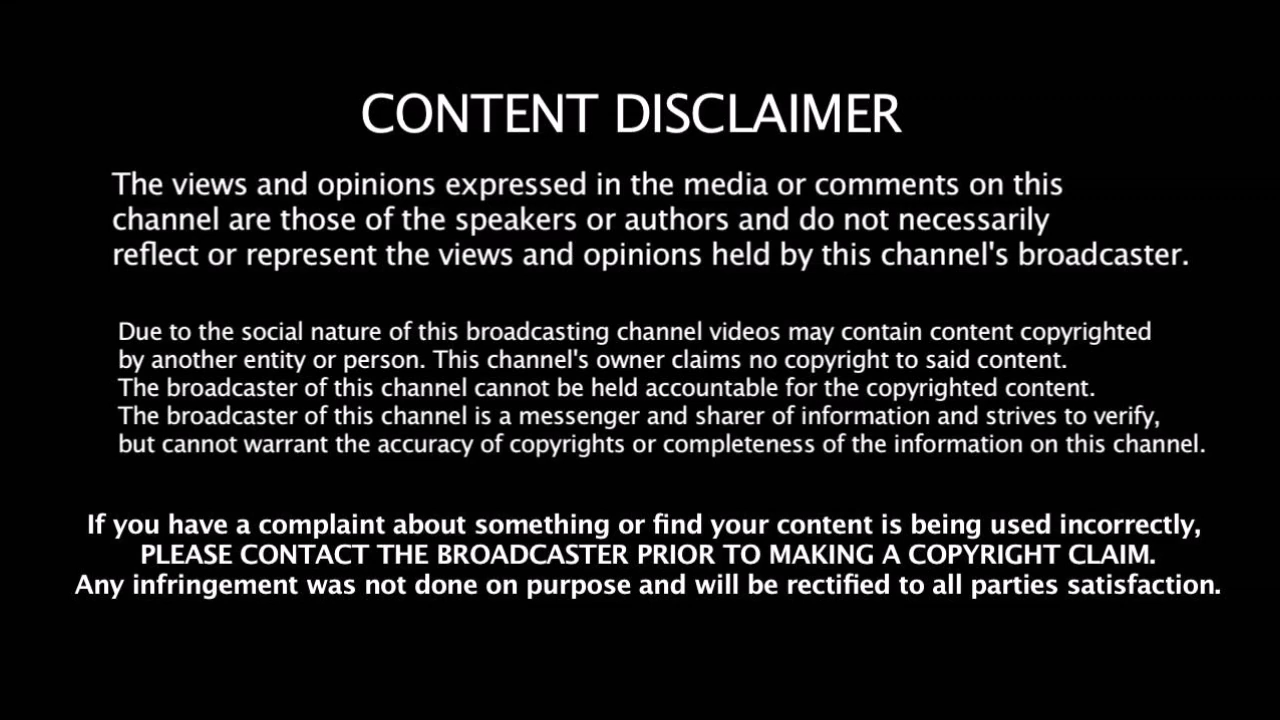 CONTENT DISCLAIMER
The views and opinions expressed in the media or comments on this
channel are those of the speakers or authors and do not necessarily
reflect or represent the views and opinions held by this channel's broadcaster.
Due to the social nature of this broadcasting channel videos may contain content copyrighted
by another entity or person. This channel's owner claims no copyright to said content.
The broadcaster of this channel cannot be held accountable for the copyrighted content.
The broadcaster of this channel is a messenger and sharer of information and strives to verify,
but cannot warrant the accuracy of copyrights or completeness of the information on this channel.
If you have a complaint about something or find your content is being used incorrectly,
PLEASE CONTACT THE BROADCASTER PRIOR TO MAKING A COPYRIGHT CLAIM.
Any infringement was not done on purpose and will be rectified to all parties satisfaction.